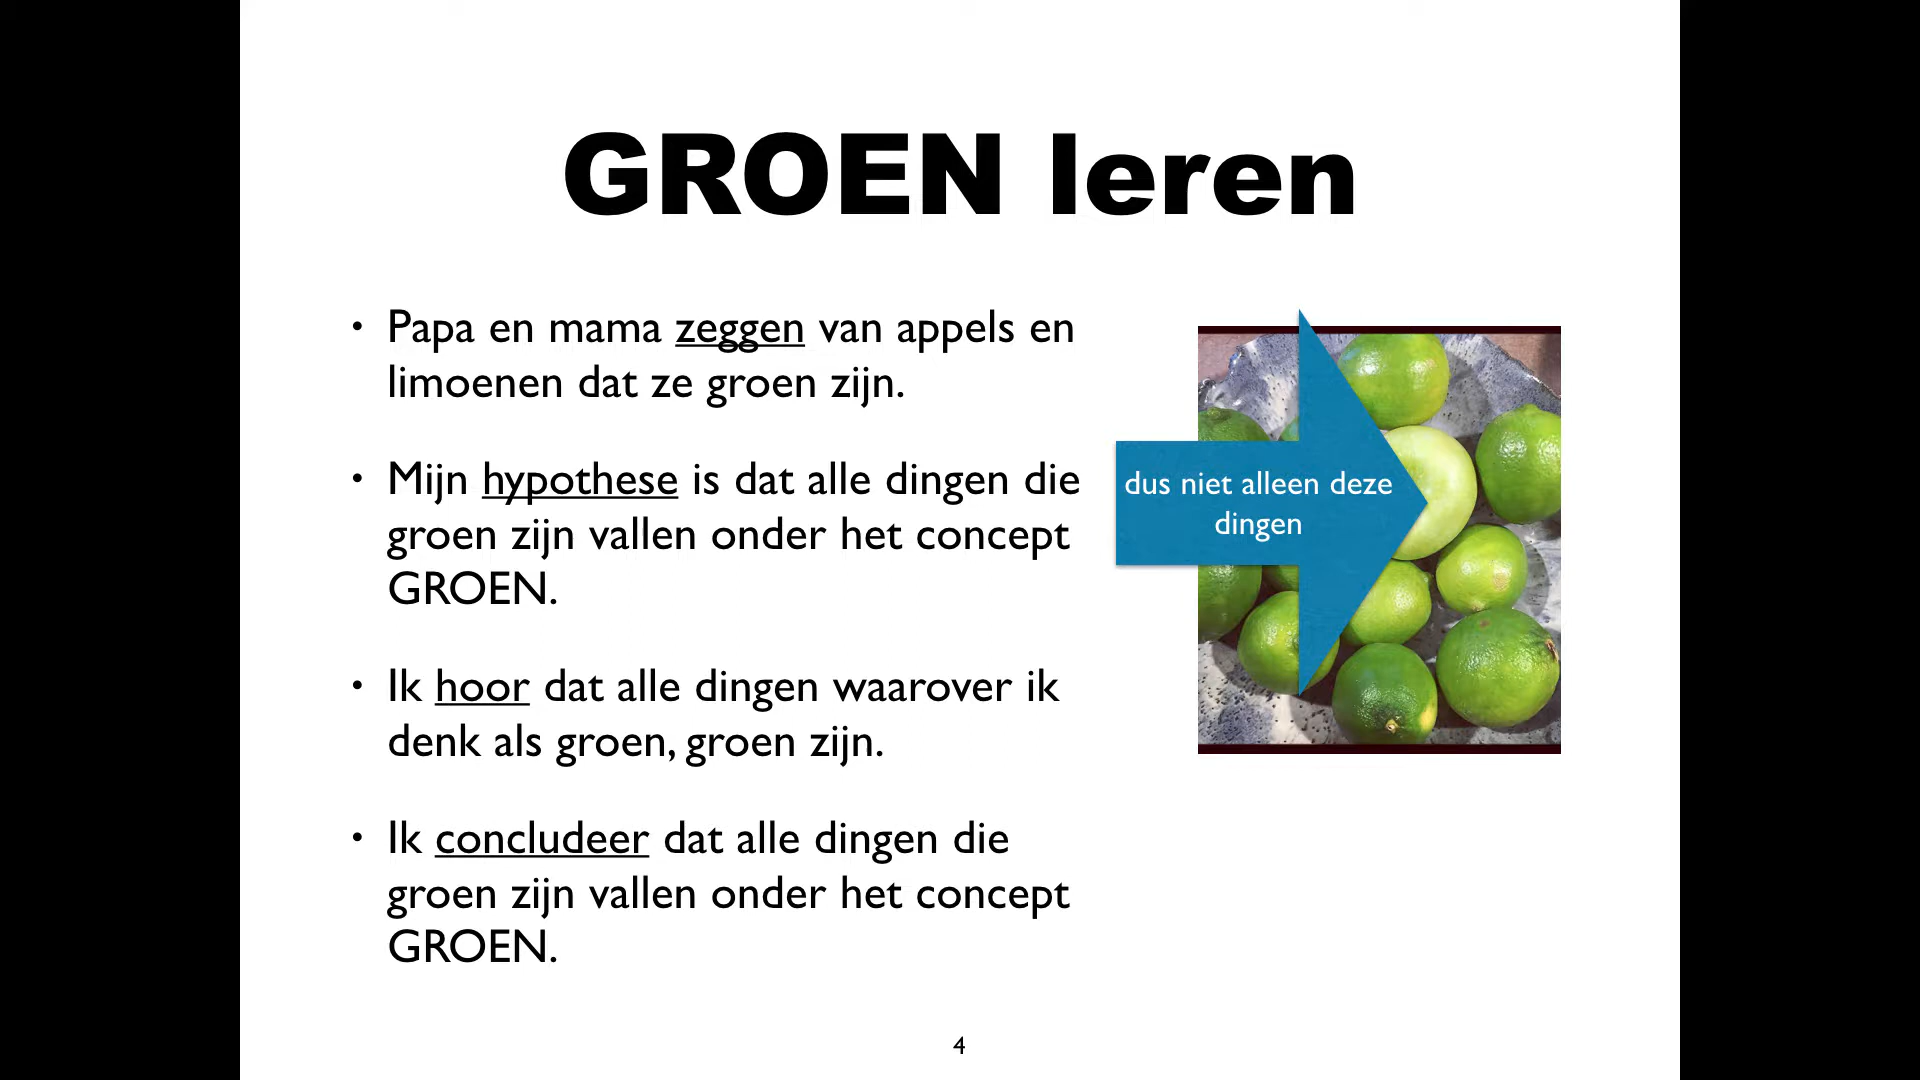 GROEN leren
• Papa en mama zeggen van appels en
limoenen dat ze groen zijn.
• Mijn hypothese is dat alle dingen die
groen zijn vallen onder het concept
GROEN.
• Ik hoor dat alle dingen waarover ik
denk als groen, groen zijn.
• Ik concludeer dat alle dingen die
groen zijn vallen onder het concept
GROEN.
dus niet alleen deze
dingen
4